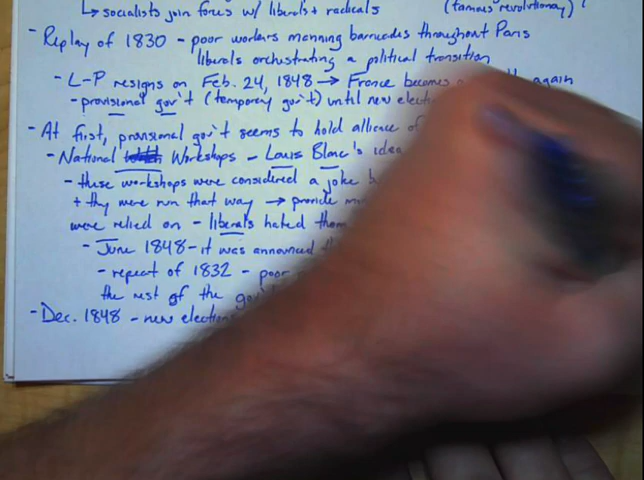 ↳ socialists join forces w/ liberals + radicals (famous revolutionary)
- Replay of 1830 - poor workers manning barricades throughout Paris
liberals orchestrating a political transition
- L-P resigns on Feb. 24, 1848 → France becomes again
- provisional gov't (temporary gov't) until new elect
- At first, provisional gov't seems to hold alliance of
- National Workshops - Louis Blanc's idea
- these workshops were considered a joke
+ they were run that way → provide
were relied on - liberals hated them
- June 1848 - it was announced
- repeat of 1832 - poor
the rest of the gov't
- Dec. 1848 - new election